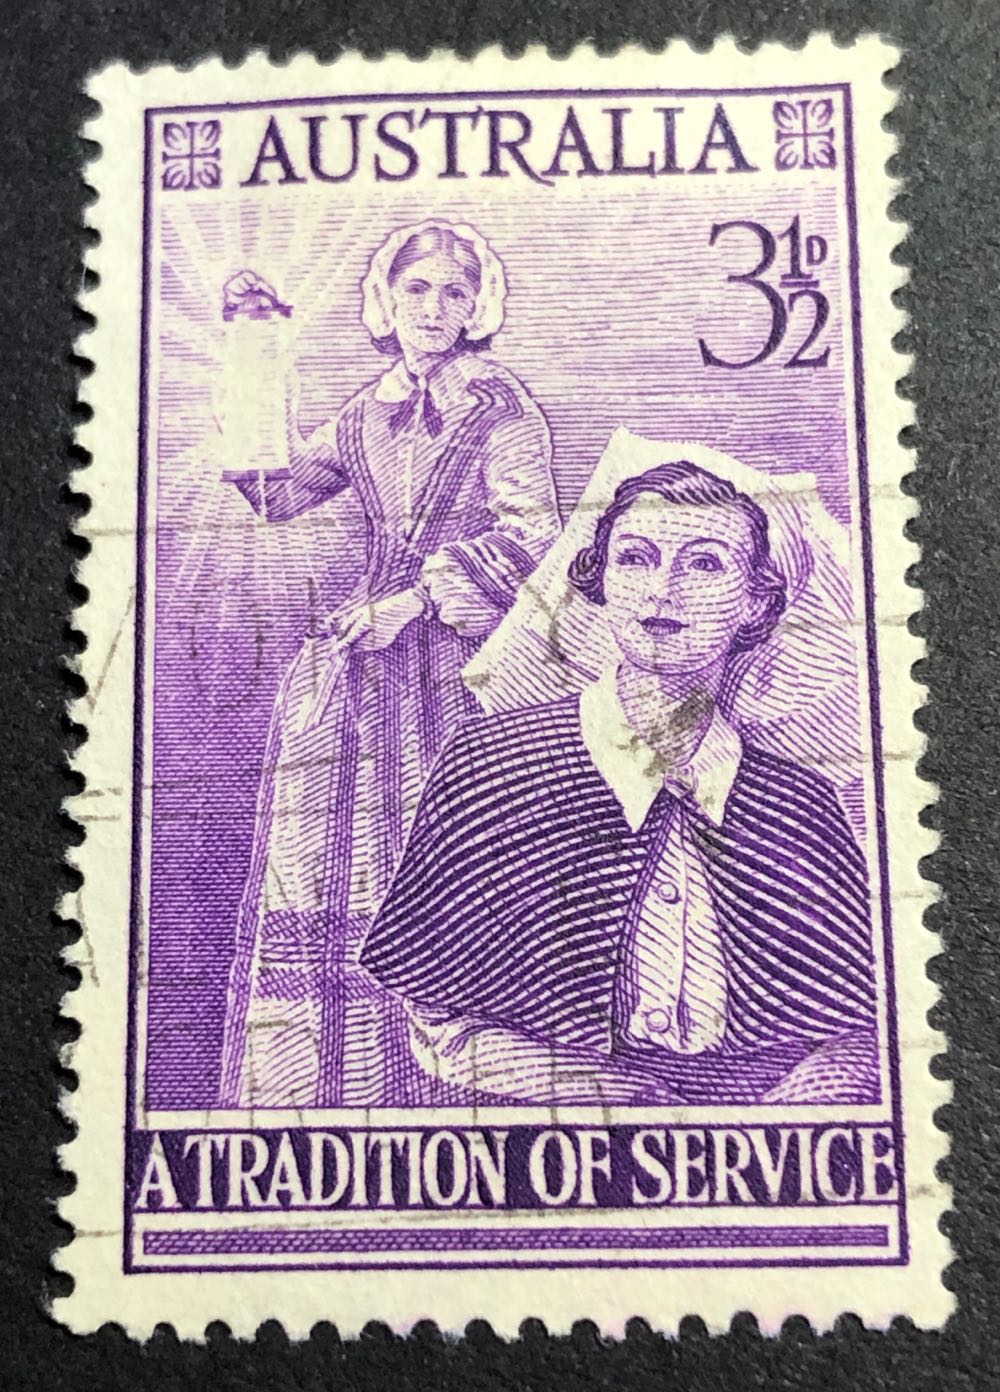 AUSTRALIA
3½D
A TRADITION OF SERVICE